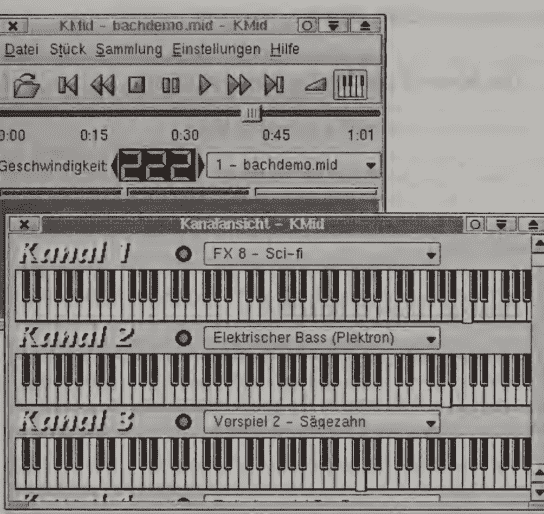 KMid - bachdemo.mid - KMid
Datei Stück Sammlung Einstellungen Hilfe
0:00 0:15 0:30 0:45 1:01
Geschwindigkeit: 222 1 - bachdemo.mid
Kanalansicht - KMid
Kanal 1 FX 8 - Sci-fi
Kanal 2 Elektrischer Bass (Plektron)
Kanal 3 Vorspiel 2 - Sägezahn